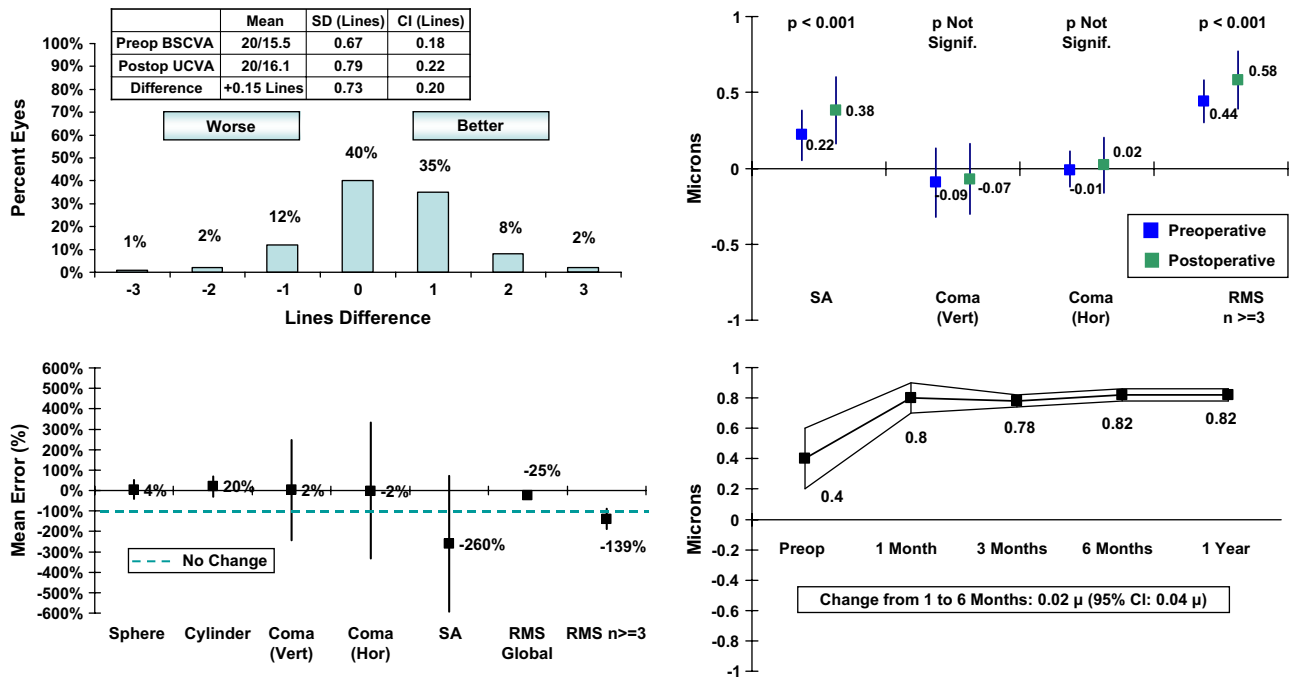 Mean SD (Lines) CI (Lines)
Preop BSCVA 20/15.5 0.67 0.18
Postop UCVA 20/16.1 0.79 0.22
Difference +0.15 Lines 0.73 0.20
100%
90%
80%
70%
60%
50%
40%
30%
20%
10%
0%
Percent Eyes
Worse
Better
1%
2%
12%
40%
35%
8%
2%
-3 -2 -1 0 1 2 3
Lines Difference
1
0.5
0
-0.5
-1
Microns
p < 0.001
p Not
Signif.
p Not
Signif.
p < 0.001
0.22
0.38
-0.09
-0.07
-0.01
0.02
0.44
0.58
Preoperative
Postoperative
SA
Coma
(Vert)
Coma
(Hor)
RMS
n >=3
600%
500%
400%
300%
200%
100%
0%
-100%
-200%
-300%
-400%
-500%
-600%
Mean Error (%)
4%
20%
2%
-2%
-260%
-25%
-139%
No Change
Sphere
Cylinder
Coma
(Vert)
Coma
(Hor)
SA
RMS
Global
RMS n>=3
1
0.8
0.6
0.4
0.2
0
-0.2
-0.4
-0.6
-0.8
-1
Microns
0.4
0.8
0.78
0.82
0.82
Preop 1 Month 3 Months 6 Months 1 Year
Change from 1 to 6 Months: 0.02 µ (95% CI: 0.04 µ)